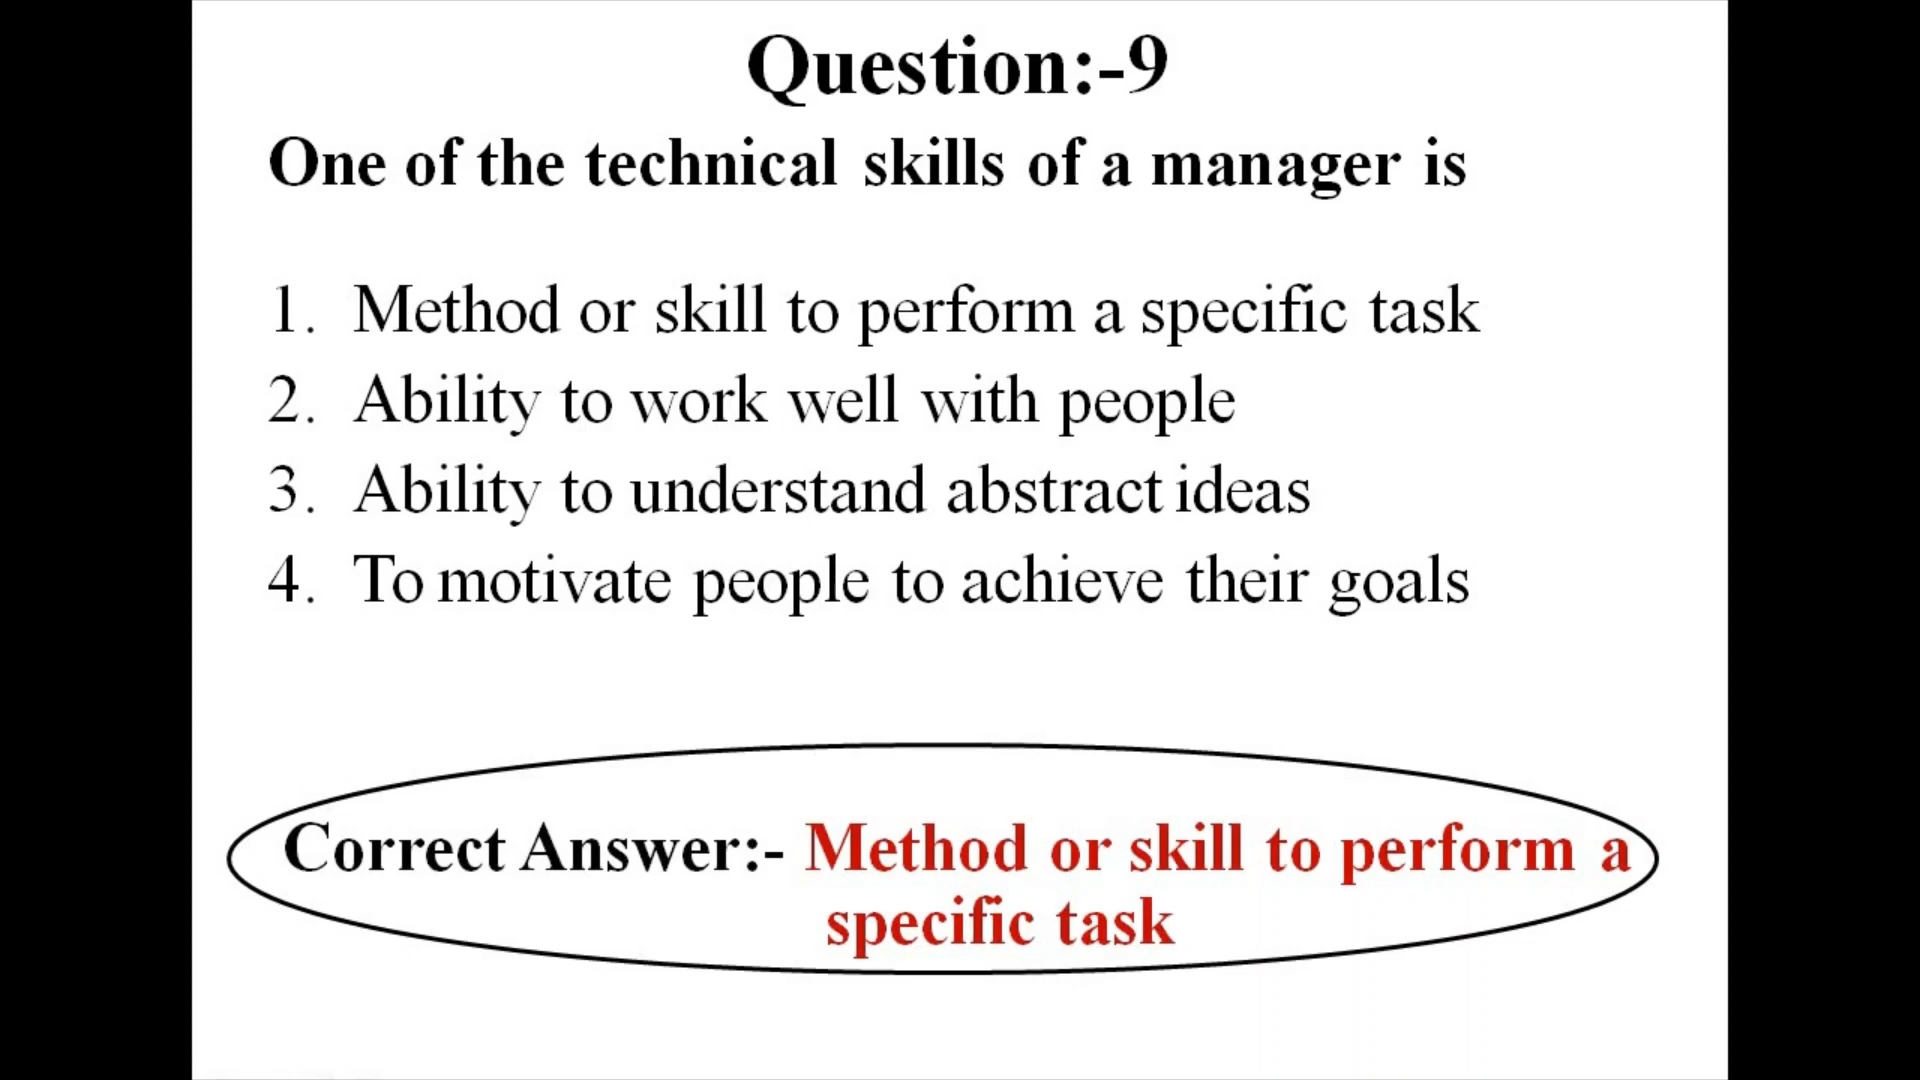 Question:-9
One of the technical skills of a manager is
1. Method or skill to perform a specific task
2. Ability to work well with people
3. Ability to understand abstract ideas
4. To motivate people to achieve their goals
Correct Answer:- Method or skill to perform a
specific task